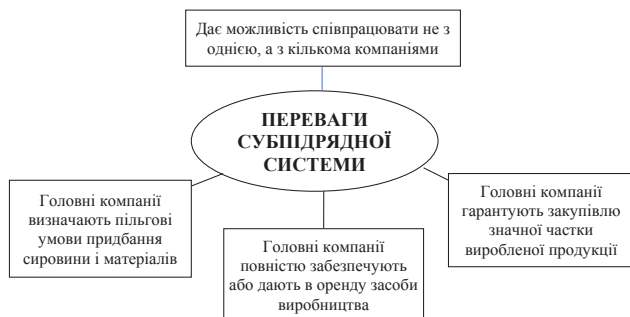 Дає можливість співпрацювати не з
однією, а з кількома компаніями
ПЕРЕВАГИ
СУБПІДРЯДНОЇ
СИСТЕМИ
Головні компанії
визначають пільгові
умови придбання
сировини і матеріалів
Головні компанії
повністю забезпечують
або дають в оренду засоби
виробництва
Головні компанії
гарантують закупівлю
значної частки
виробленої продукції